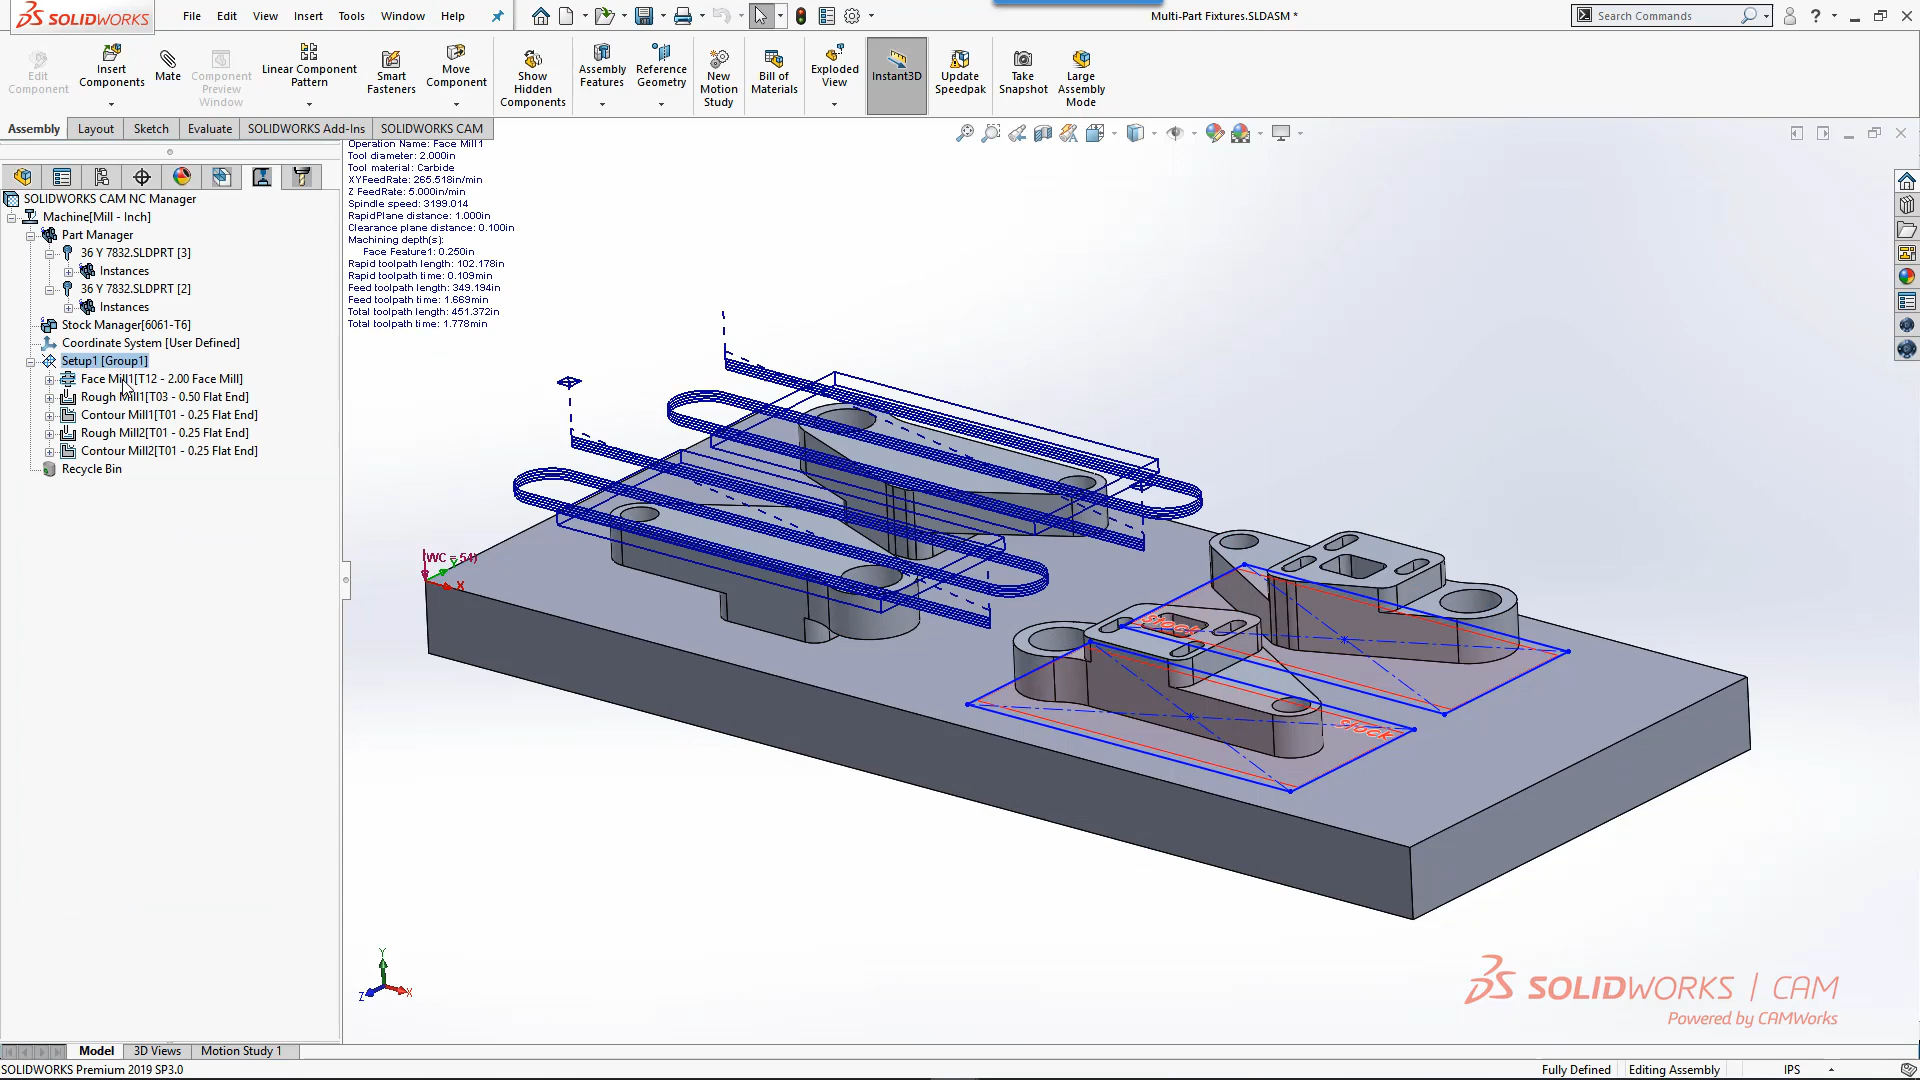 SOLIDWORKS
File Edit View Insert Tools Window Help
Multi-Part Fixtures.SLDASM *
Search Commands
Edit Component
Insert Components
Mate
Component Preview Window
Linear Component Pattern
Smart Fasteners
Move Component
Show Hidden Components
Assembly Features
Reference Geometry
New Motion Study
Bill of Materials
Exploded View
Instant3D
Update Speedpak
Take Snapshot
Large Assembly Mode
Assembly Layout Sketch Evaluate SOLIDWORKS Add-Ins SOLIDWORKS CAM
SOLIDWORKS CAM NC Manager
Machine[Mill - Inch]
Part Manager
36 Y 7832.SLDPRT [3]
Instances
36 Y 7832.SLDPRT [2]
Instances
Stock Manager[6061-T6]
Coordinate System [User Defined]
Setup1 [Group1]
Face Mill1[T12 - 2.00 Face Mill]
Rough Mill1[T03 - 0.50 Flat End]
Contour Mill1[T01 - 0.25 Flat End]
Rough Mill2[T01 - 0.25 Flat End]
Contour Mill2[T01 - 0.25 Flat End]
Recycle Bin
Operation Name: Face Mill1
Tool diameter: 2.000in
Tool material: Carbide
XYFeedRate: 265.518in/min
Z FeedRate: 5.000in/min
Spindle speed: 3199.014
RapidPlane distance: 1.000in
Clearance plane distance: 0.100in
Machining depth(s):
Face Feature1: 0.250in
Rapid toolpath length: 102.178in
Rapid toolpath time: 0.109min
Feed toolpath length: 349.194in
Feed toolpath time: 1.669min
Total toolpath length: 451.372in
Total toolpath time: 1.778min
(WC = 54)
Y
X
Stock
Stock
Y
Z
X
SOLIDWORKS | CAM
Powered by CAMWorks
Model 3D Views Motion Study 1
SOLIDWORKS Premium 2019 SP3.0
Fully Defined Editing Assembly IPS